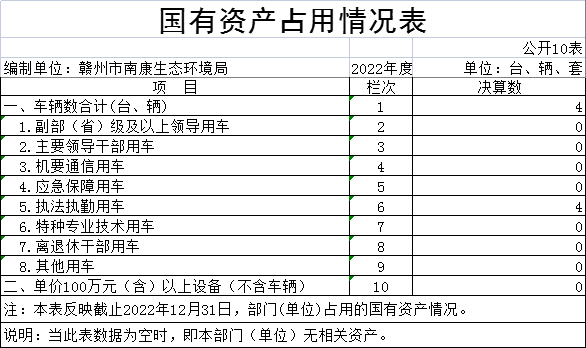 国有资产占用情况表
公开10表
编制单位：赣州市南康生态环境局 2022年度 单位：台、辆、套
项 目 栏次 决算数
一、车辆数合计(台、辆) 1 4
1.副部（省）级及以上领导用车 2 0
2.主要领导干部用车 3 0
3.机要通信用车 4 0
4.应急保障用车 5 0
5.执法执勤用车 6 4
6.特种专业技术用车 7 0
7.离退休干部用车 8 0
8.其他用车 9 0
二、单价100万元（含）以上设备（不含车辆） 10 0
注：本表反映截止2022年12月31日，部门(单位)占用的国有资产情况。
说明：当此表数据为空时，即本部门（单位）无相关资产。